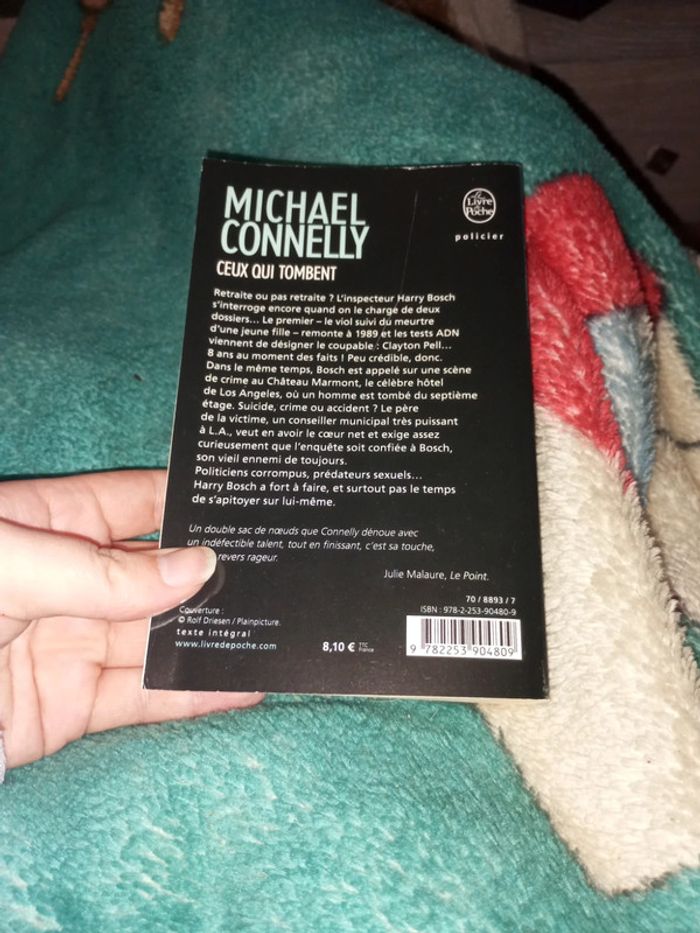 MICHAEL
CONNELLY
CEUX QUI TOMBENT
Le
Livre
de
Poche
policier
Retraite ou pas retraite ? L'inspecteur Harry Bosch
s'interroge encore quand on le charge de deux
dossiers… Le premier – le viol suivi du meurtre
d'une jeune fille – remonte à 1989 et les tests ADN
viennent de désigner le coupable : Clayton Pell…
8 ans au moment des faits ! Peu crédible, donc.
Dans le même temps, Bosch est appelé sur une scène
de crime au Château Marmont, le célèbre hôtel
de Los Angeles, où un homme est tombé du septième
étage. Suicide, crime ou accident ? Le père
de la victime, un conseiller municipal très puissant
à L.A., veut en avoir le cœur net et exige assez
curieusement que l'enquête soit confiée à Bosch,
son vieil ennemi de toujours.
Politiciens corrompus, prédateurs sexuels…
Harry Bosch a fort à faire, et surtout pas le temps
de s'apitoyer sur lui-même.
Un double sac de nœuds que Connelly dénoue avec
un indéfectible talent, tout en finissant, c'est sa touche,
revers rageur.
Julie Malaure, Le Point.
Couverture :
© Rolf Driesen / Plainpicture.
texte intégral
www.livredepoche.com
8,10 € TTC
France
70 / 8893 / 7
ISBN : 978-2-253-90480-9
9 782253 904809